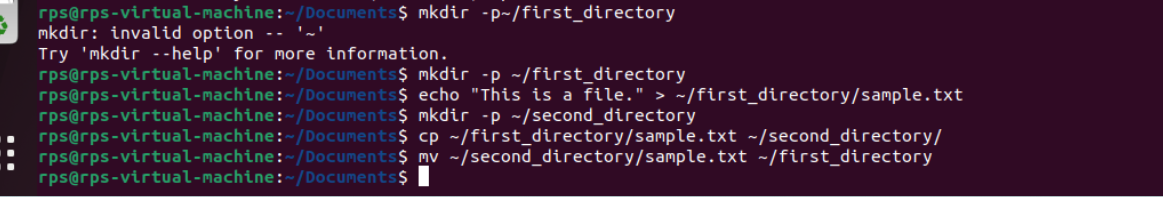 rps@rps-virtual-machine:~/Documents$ mkdir -p~/first_directory
mkdir: invalid option -- '~'
Try 'mkdir --help' for more information.
rps@rps-virtual-machine:~/Documents$ mkdir -p ~/first_directory
rps@rps-virtual-machine:~/Documents$ echo "This is a file." > ~/first_directory/sample.txt
rps@rps-virtual-machine:~/Documents$ mkdir -p ~/second_directory
rps@rps-virtual-machine:~/Documents$ cp ~/first_directory/sample.txt ~/second_directory/
rps@rps-virtual-machine:~/Documents$ mv ~/second_directory/sample.txt ~/first_directory
rps@rps-virtual-machine:~/Documents$